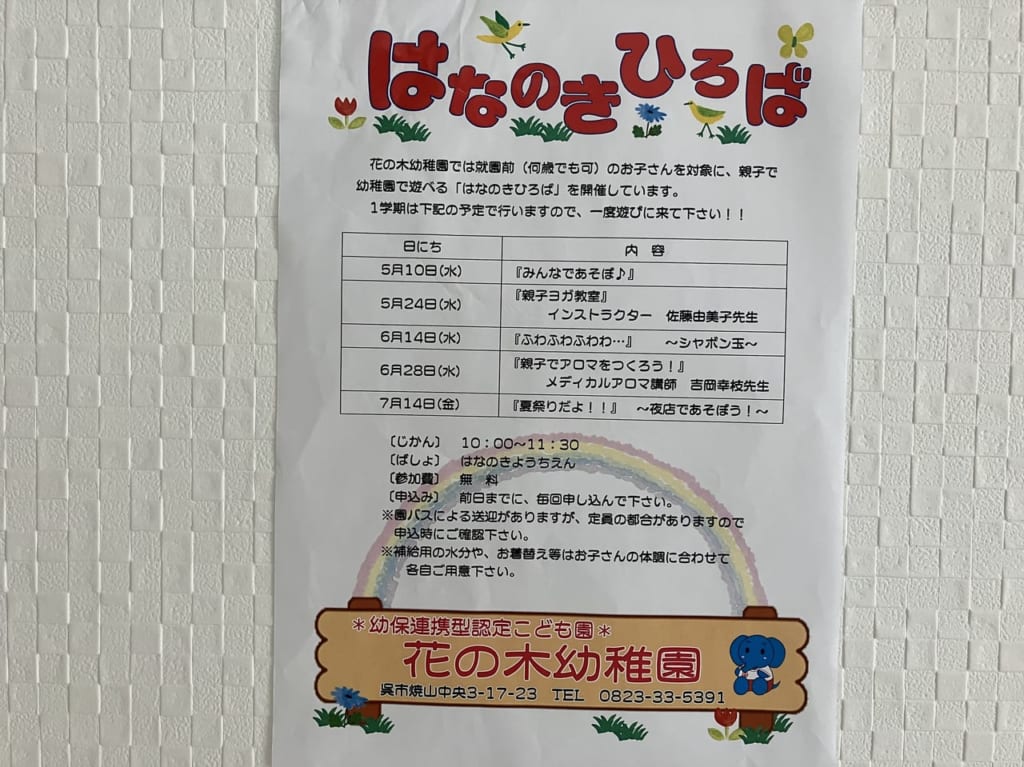 はなのきひろば
花の木幼稚園では就園前（何歳でも可）のお子さんを対象に、親子で
幼稚園で遊べる「はなのきひろば」を開催しています。
1学期は下記の予定で行いますので、一度遊びに来て下さい！！
日にち　内　容
5月10日(水)　『みんなであそぼ♪』
5月24日(水)　『親子ヨガ教室』
インストラクター　佐藤由美子先生
6月14日(水)　『ふわふわふわわ…』　～シャボン玉～
6月28日(水)　『親子でアロマをつくろう！』
メディカルアロマ講師　吉岡幸枝先生
7月14日(金)　『夏祭りだよ！！』　～夜店であそぼう！～
〔じかん〕　10：00～11：30
〔ばしょ〕　はなのきようちえん
〔参加費〕　無　料
〔申込み〕　前日までに、毎回申し込んで下さい。
※園バスによる送迎がありますが、定員の都合がありますので
申込時にご確認下さい。
※補給用の水分や、お着替え等はお子さんの体調に合わせて
各自ご用意下さい。
＊幼保連携型認定こども園＊
花の木幼稚園
呉市焼山中央3-17-23　TEL　0823-33-5391